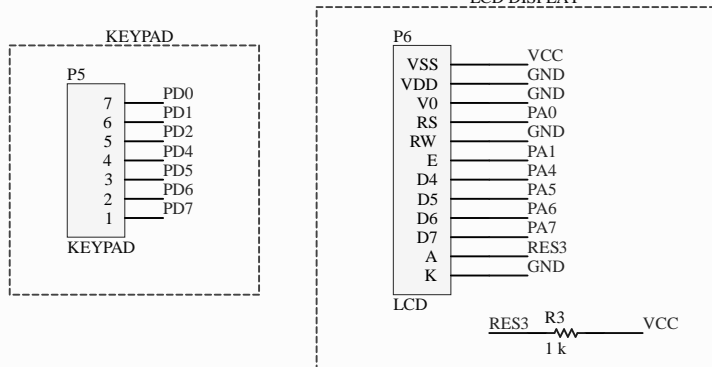 LCD DISPLAY
KEYPAD
P5
7 PD0
6 PD1
5 PD2
4 PD4
3 PD5
2 PD6
1 PD7
KEYPAD
P6
VSS VCC
VDD GND
V0 GND
RS PA0
RW GND
E PA1
D4 PA4
D5 PA5
D6 PA6
D7 PA7
A RES3
K GND
LCD
RES3 R3 VCC
1 k